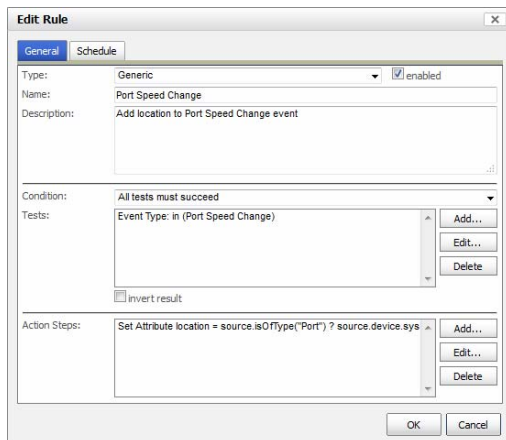 Edit Rule
General Schedule
Type: Generic enabled
Name: Port Speed Change
Description: Add location to Port Speed Change event
Condition: All tests must succeed
Tests: Event Type: in (Port Speed Change) Add...
Edit...
Delete
invert result
Action Steps: Set Attribute location = source.isOfType("Port") ? source.device.sys Add...
Edit...
Delete
OK Cancel